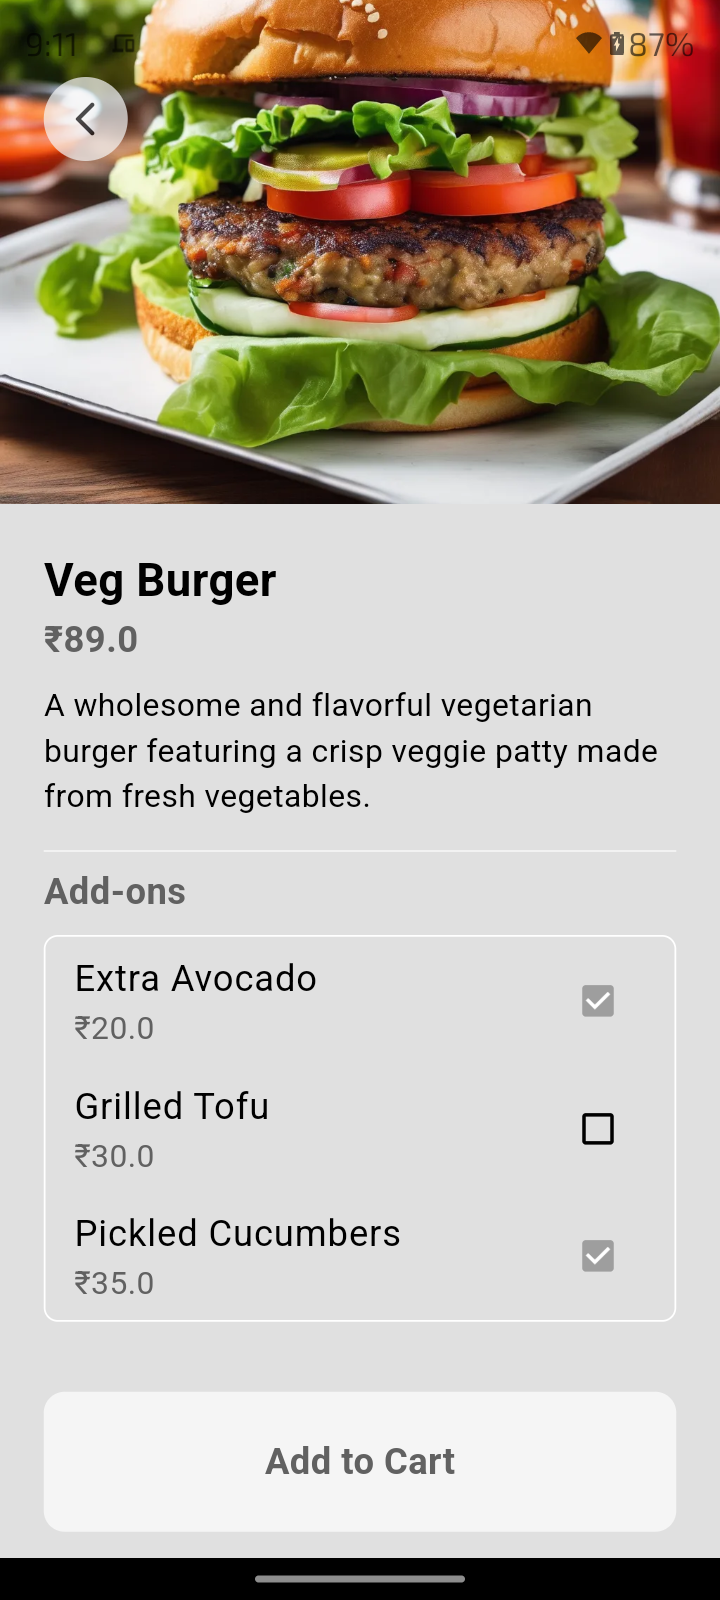 9:11 87%
Veg Burger
₹89.0
A wholesome and flavorful vegetarian
burger featuring a crisp veggie patty made
from fresh vegetables.
Add-ons
Extra Avocado
₹20.0
Grilled Tofu
₹30.0
Pickled Cucumbers
₹35.0
Add to Cart